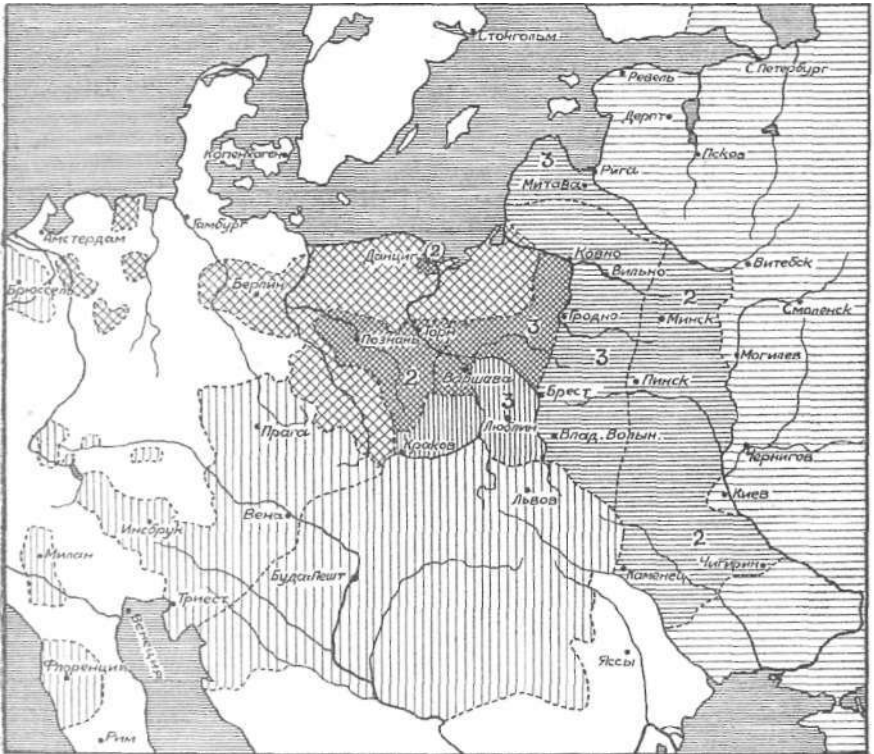 Стокгольм
Ревель
С. Петербург
Дерпт
Псков
Копенгаген
3
Рига
Митава
Амстердам
Гамбург
Данциг
(2)
Ковно
Вильно
Витебск
Брюссель
Берлин
2
Смоленск
Торн
3
Гродно
Минск
Познань
3
Могилев
Варшава
2
Брест
Пинск
3
Люблин
Прага
Краков
Влад. Волын.
Чернигов
Львов
Киев
Инсбрук
Вена
2
Милан
Чигирин
БудаПешт
Каменец
Триест
Венеция
Флоренция
Яссы
Рим